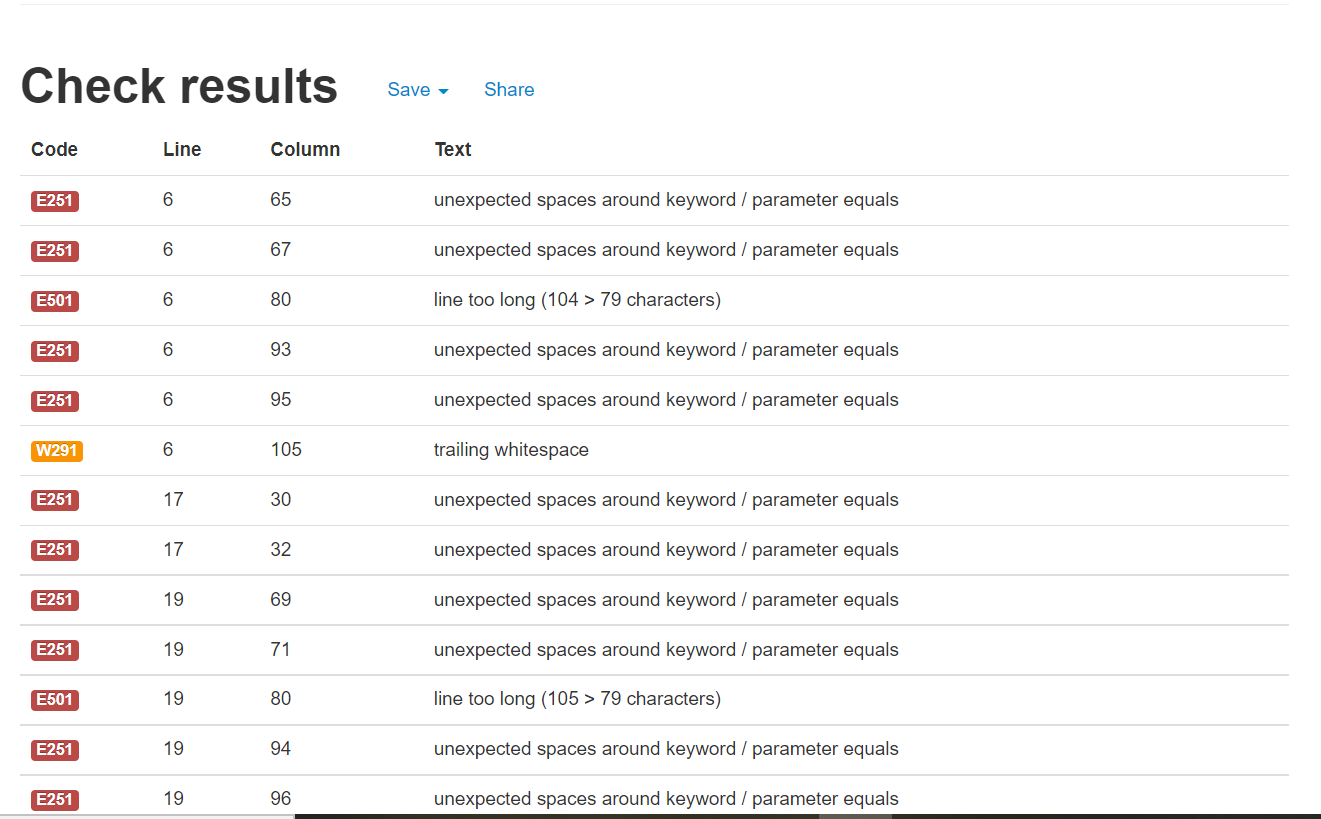 Check results Save Share
Code Line Column Text
E251 6 65 unexpected spaces around keyword / parameter equals
E251 6 67 unexpected spaces around keyword / parameter equals
E501 6 80 line too long (104 > 79 characters)
E251 6 93 unexpected spaces around keyword / parameter equals
E251 6 95 unexpected spaces around keyword / parameter equals
W291 6 105 trailing whitespace
E251 17 30 unexpected spaces around keyword / parameter equals
E251 17 32 unexpected spaces around keyword / parameter equals
E251 19 69 unexpected spaces around keyword / parameter equals
E251 19 71 unexpected spaces around keyword / parameter equals
E501 19 80 line too long (105 > 79 characters)
E251 19 94 unexpected spaces around keyword / parameter equals
E251 19 96 unexpected spaces around keyword / parameter equals